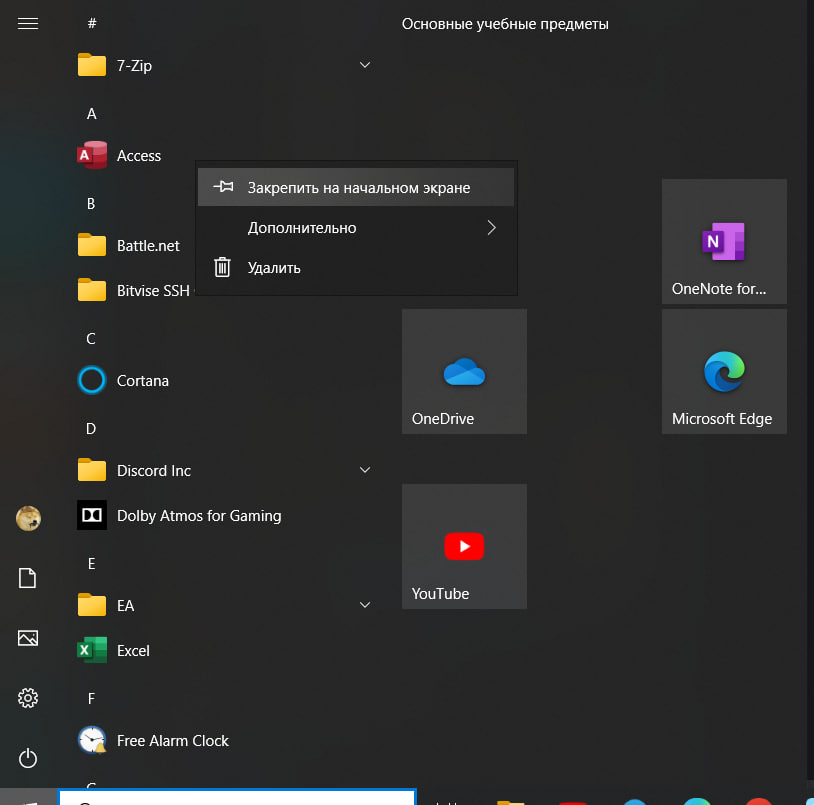 #
7-Zip
A
Access
B
Battle.net
Bitvise SSH
C
Cortana
D
Discord Inc
Dolby Atmos for Gaming
E
EA
Excel
F
Free Alarm Clock
Закрепить на начальном экране
Дополнительно
Удалить
Основные учебные предметы
OneNote for...
OneDrive
Microsoft Edge
YouTube